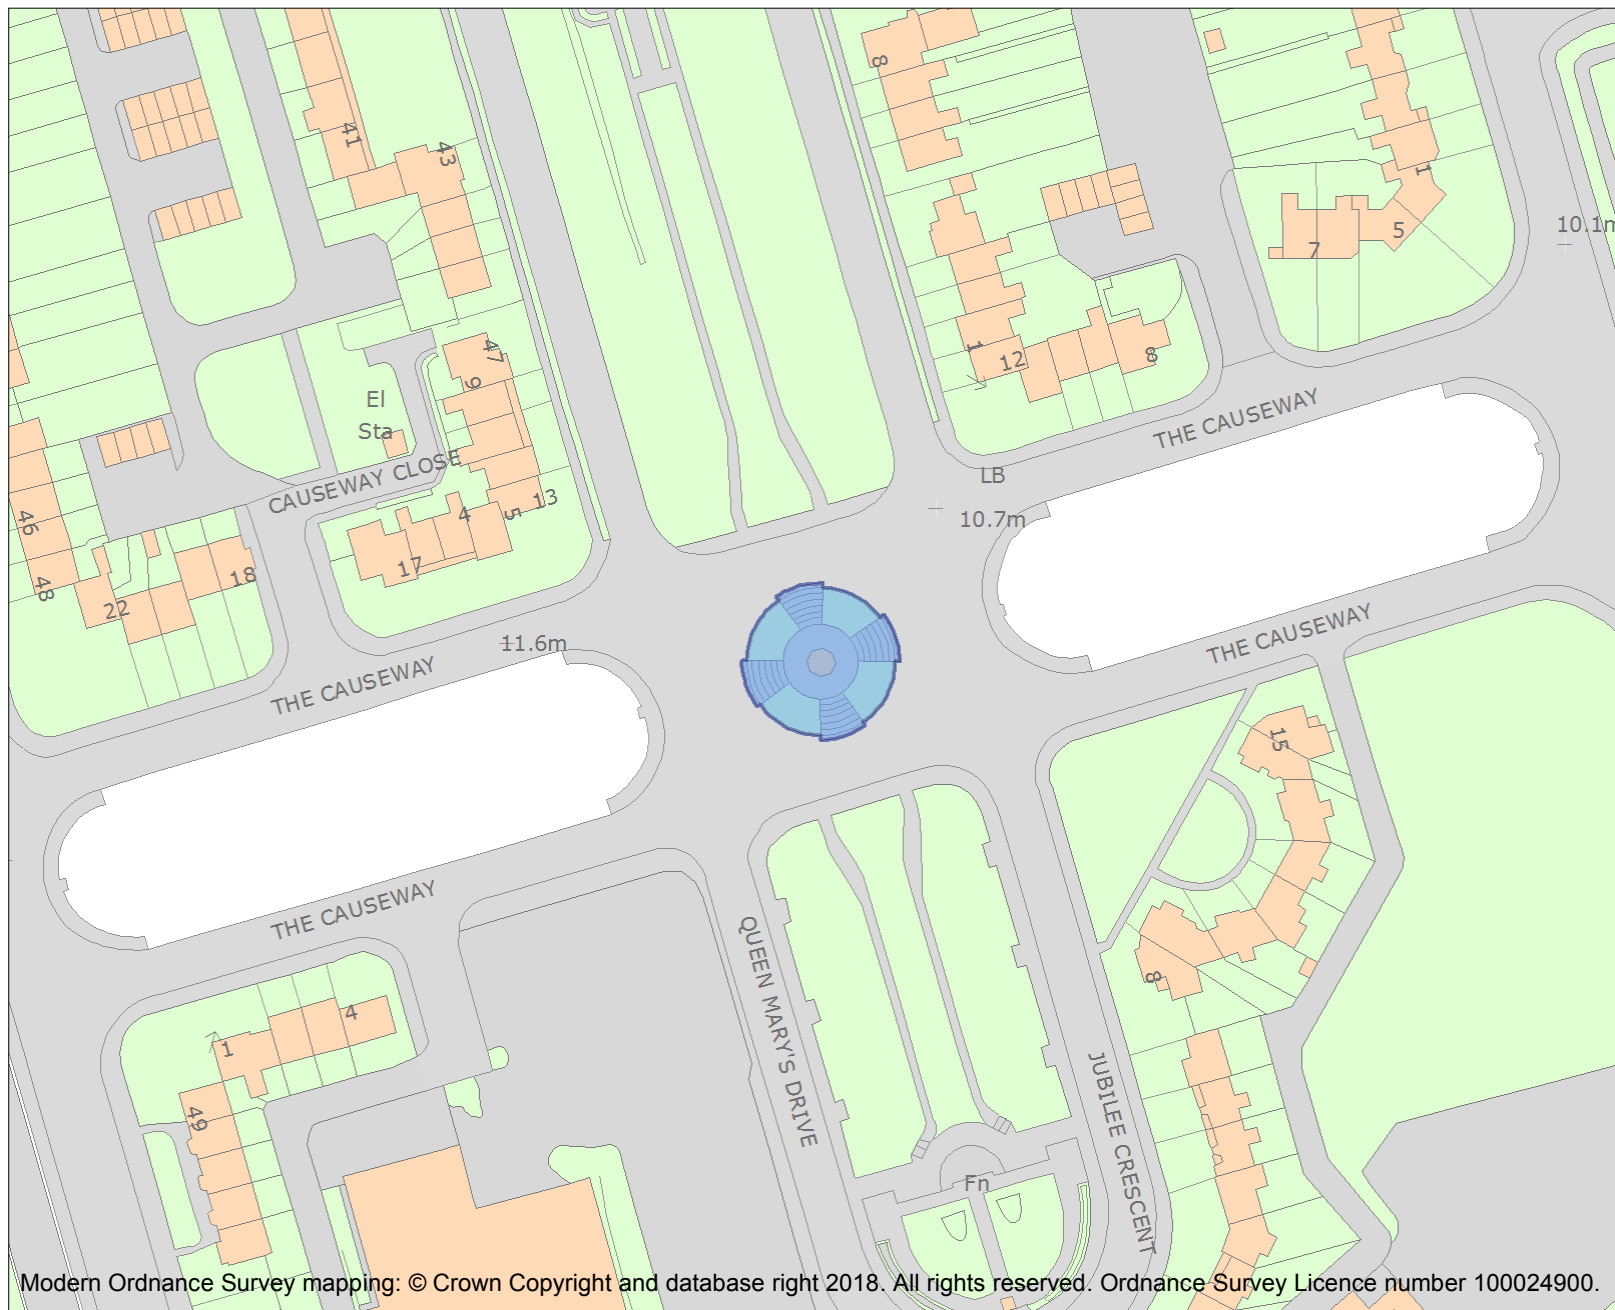 8
41
43
1
5
7
10.1m
47
9
1
12
8
El
Sta
THE CAUSEWAY
CAUSEWAY CLOSE
LB
13
4
5
10.7m
46
17
18
48
22
11.6m
THE CAUSEWAY
THE CAUSEWAY
15
THE CAUSEWAY
QUEEN MARY'S DRIVE
8
4
1
JUBILEE CRESCENT
49
Fn
Modern Ordnance Survey mapping: © Crown Copyright and database right 2018. All rights reserved. Ordnance Survey Licence number 100024900.